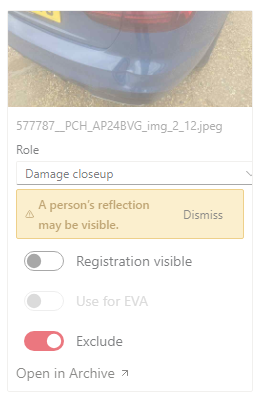 577787__PCH_AP24BVG_img_2_12.jpeg
Role
Damage closeup
A person's reflection
may be visible.
Dismiss
Registration visible
Use for EVA
Exclude
Open in Archive